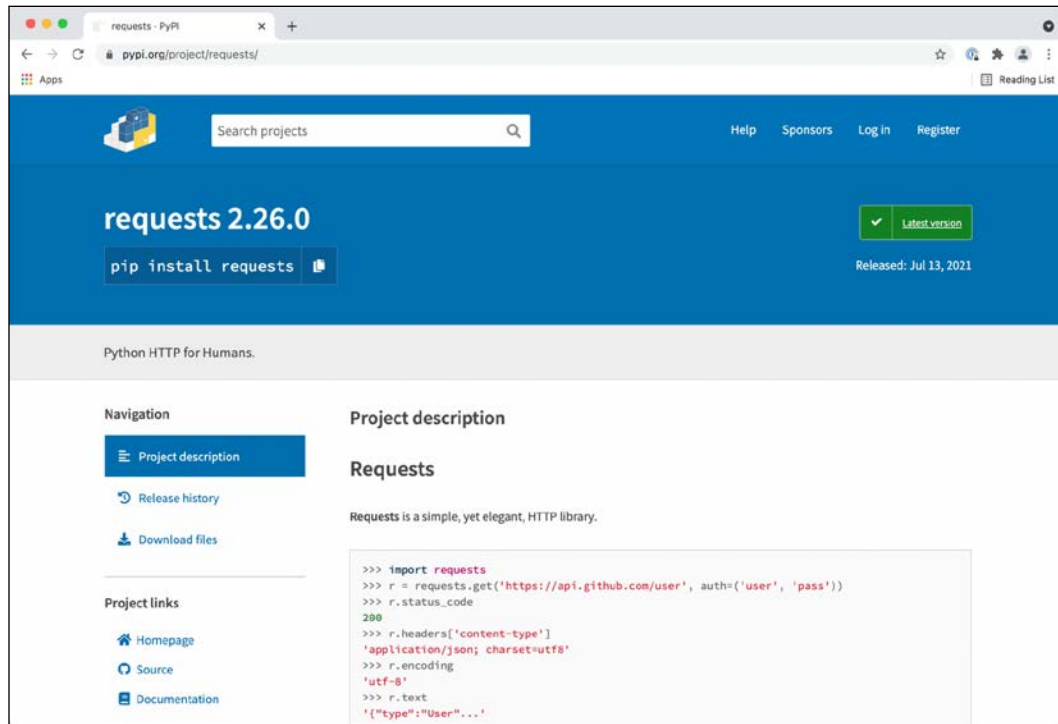 requests · PyPI
pypi.org/project/requests/
Apps
Reading List
Search projects
Help Sponsors Log in Register
requests 2.26.0
Latest version
pip install requests
Released: Jul 13, 2021
Python HTTP for Humans.
Navigation
Project description
Release history
Download files
Project links
Homepage
Source
Documentation
Project description
Requests
Requests is a simple, yet elegant, HTTP library.
>>> import requests
>>> r = requests.get('https://api.github.com/user', auth=('user', 'pass'))
>>> r.status_code
200
>>> r.headers['content-type']
'application/json; charset=utf8'
>>> r.encoding
'utf-8'
>>> r.text
'{"type":"User"...'